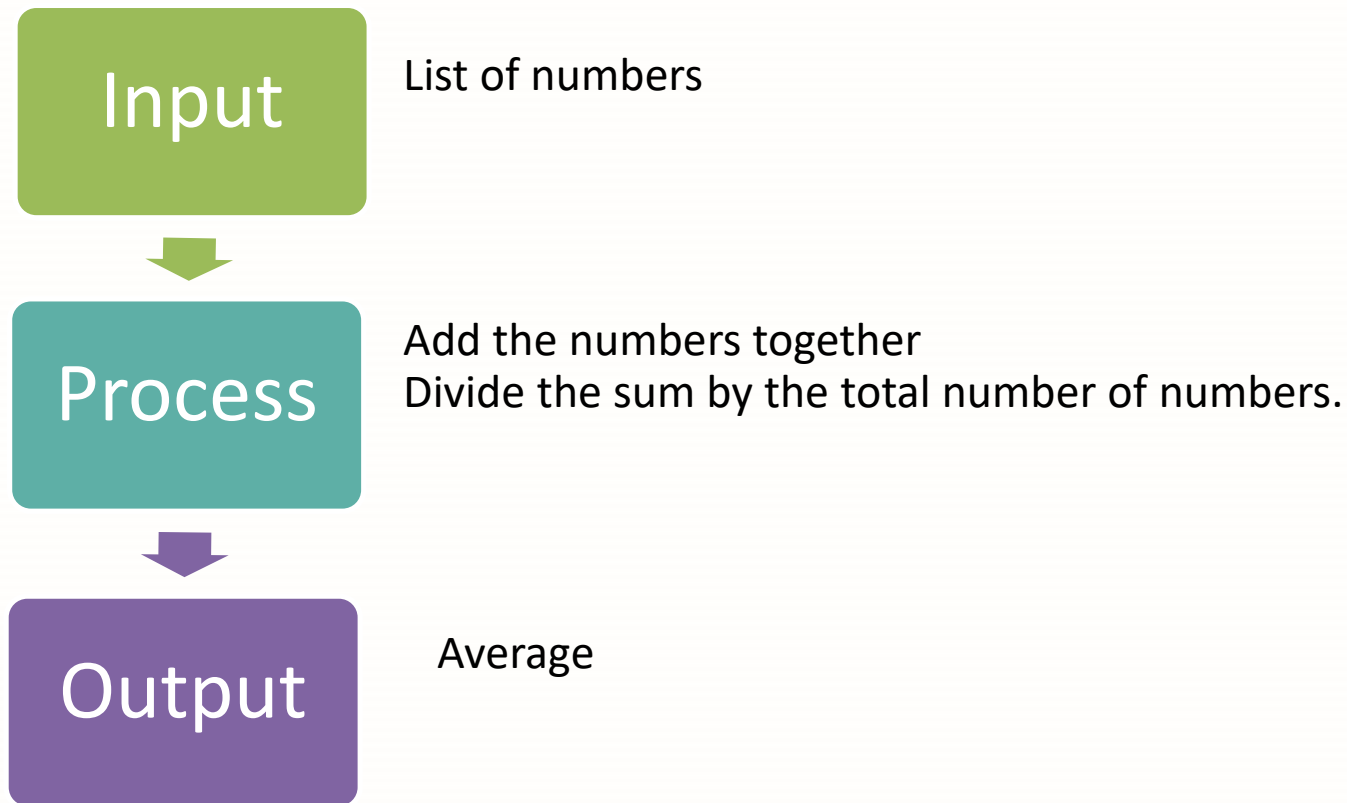 Input
List of numbers
Process
Add the numbers together
Divide the sum by the total number of numbers.
Output
Average